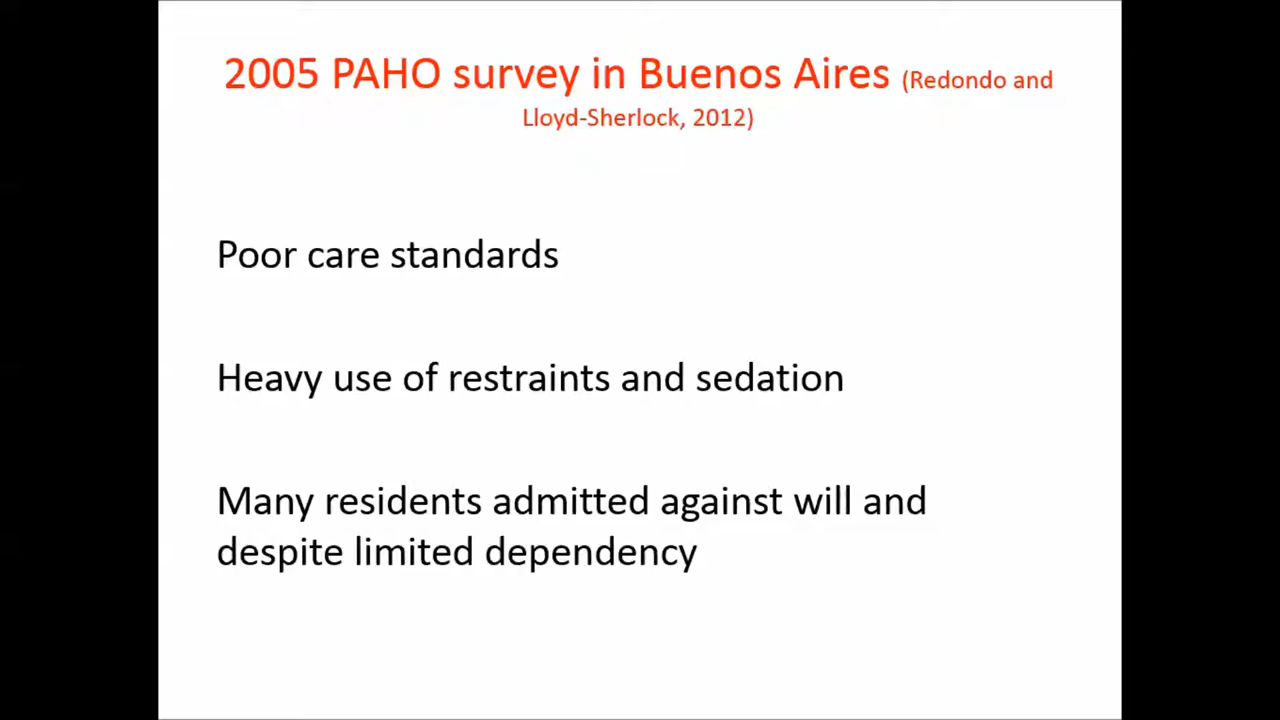 2005 PAHO survey in Buenos Aires (Redondo and
Lloyd-Sherlock, 2012)
Poor care standards
Heavy use of restraints and sedation
Many residents admitted against will and
despite limited dependency